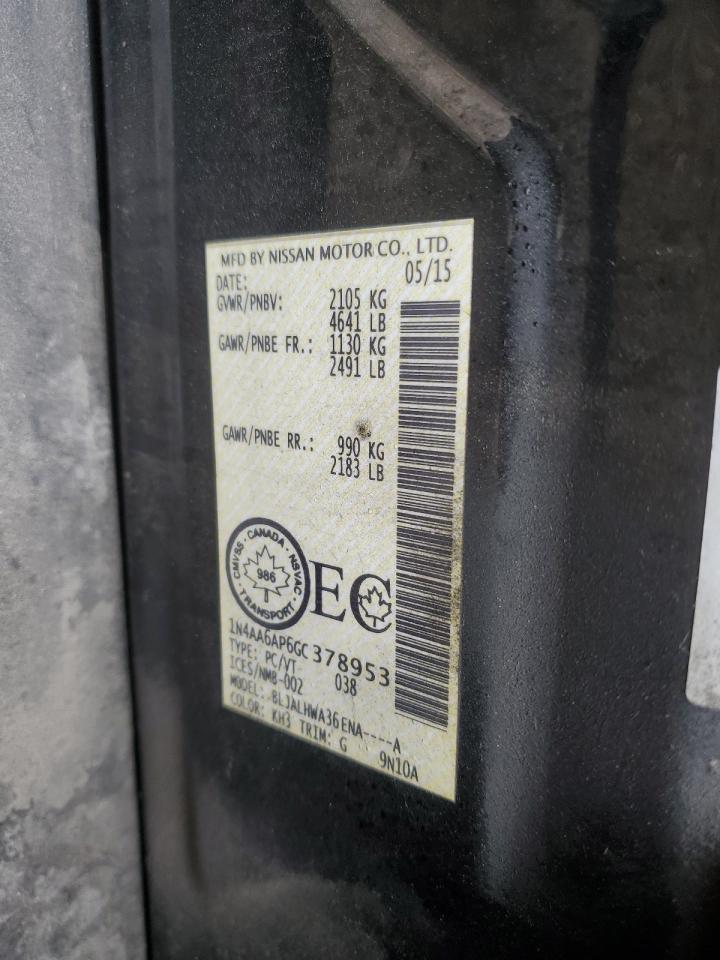 MFD BY NISSAN MOTOR CO., LTD.
DATE: 05/15
GVWR/PNBV: 2105 KG
4641 LB
GAWR/PNBE FR.: 1130 KG
2491 LB
GAWR/PNBE RR.: 990 KG
2183 LB
CANADA · NSVAC · TRANSPORT · CMVSS ·
986
EC
1N4AA6AP6GC378953
TYPE: PC/VT
ICES/NMB-002 038
MODEL: BLJALHWA36ENA----A
COLOR: KH3 TRIM: G 9N10A